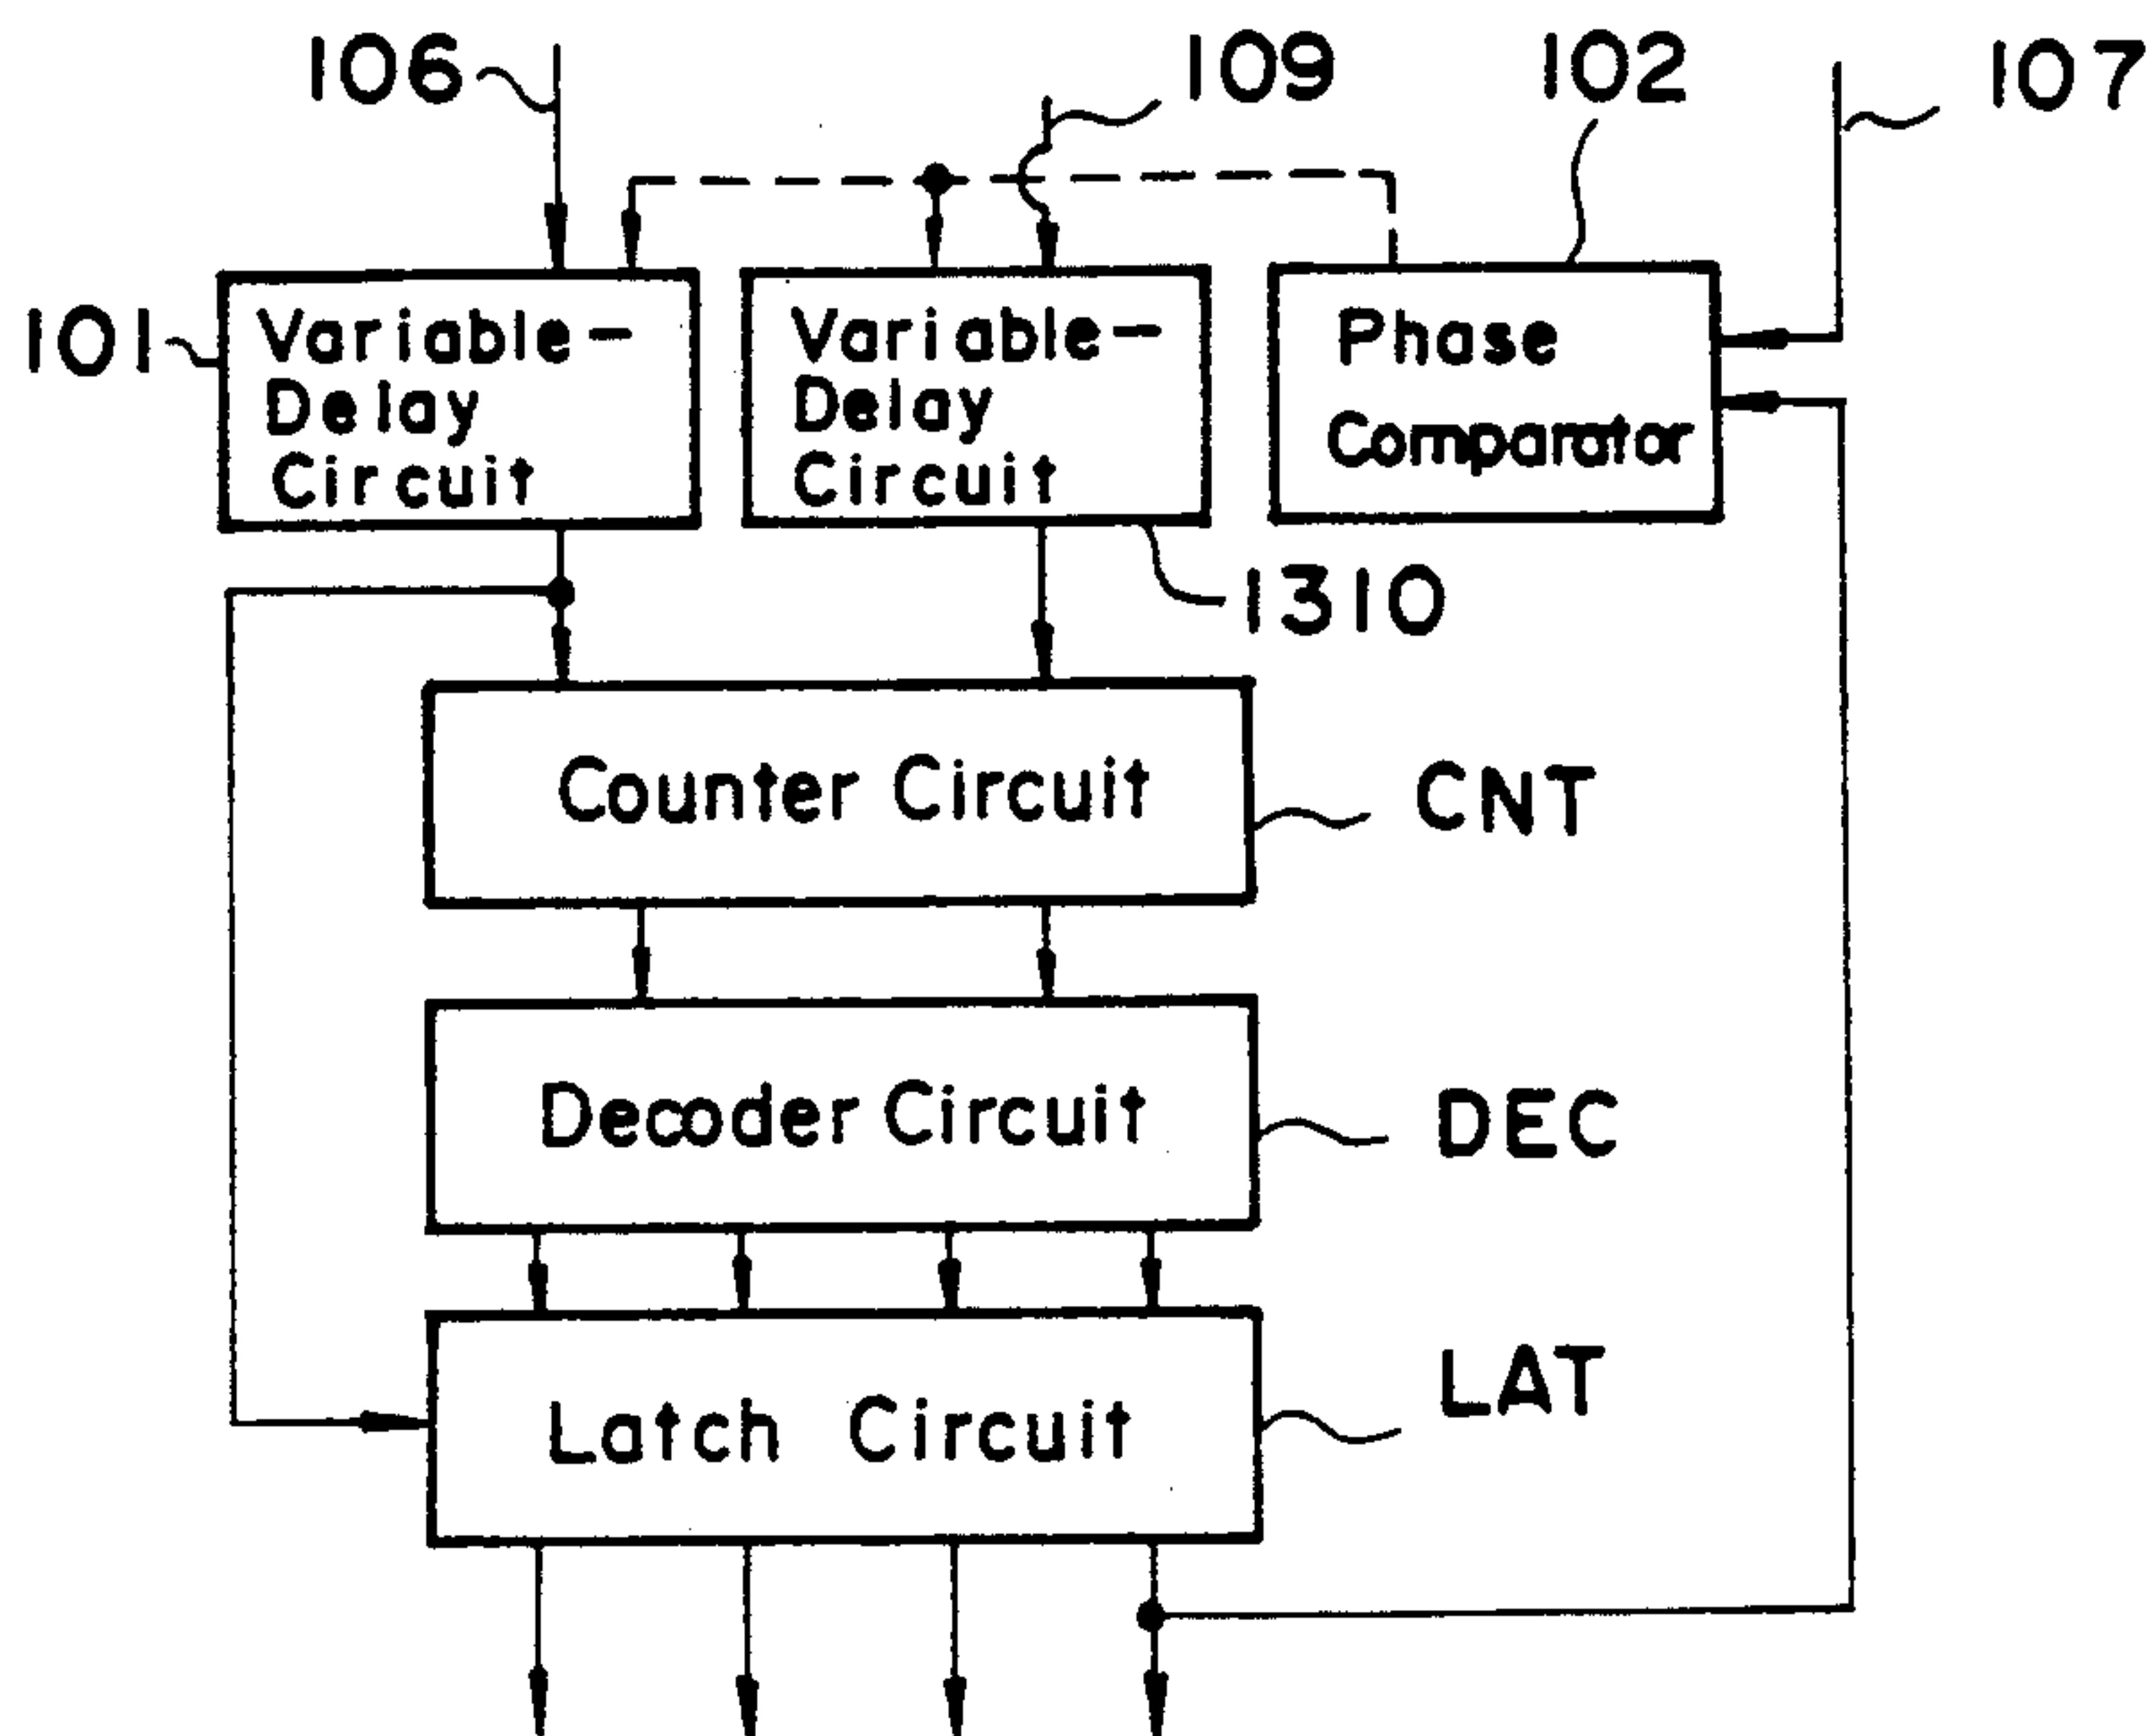 106
109
102
107
101
Variable-
Delay
Circuit
Variable-
Delay
Circuit
Phase
Comparator
1310
Counter Circuit
CNT
Decoder Circuit
DEC
Latch Circuit
LAT